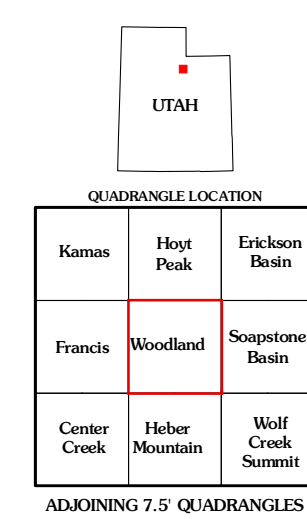 UTAH
QUADRANGLE LOCATION
Kamas
Hoyt
Peak
Erickson
Basin
Francis
Woodland
Soapstone
Basin
Center
Creek
Heber
Mountain
Wolf
Creek
Summit
ADJOINING 7.5' QUADRANGLES